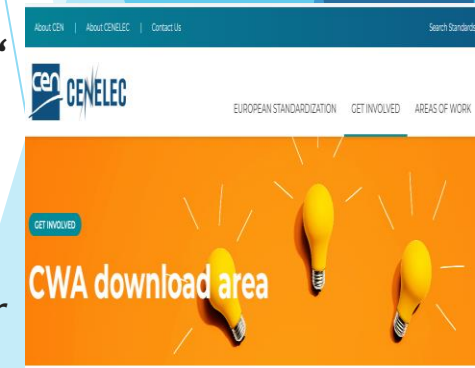 “
About CEN | About CENELEC | Contact Us Search Standards
cen CENELEC
EUROPEAN STANDARDIZATION GET INVOLVED AREAS OF WORK
GET INVOLVED
CWA download area
r